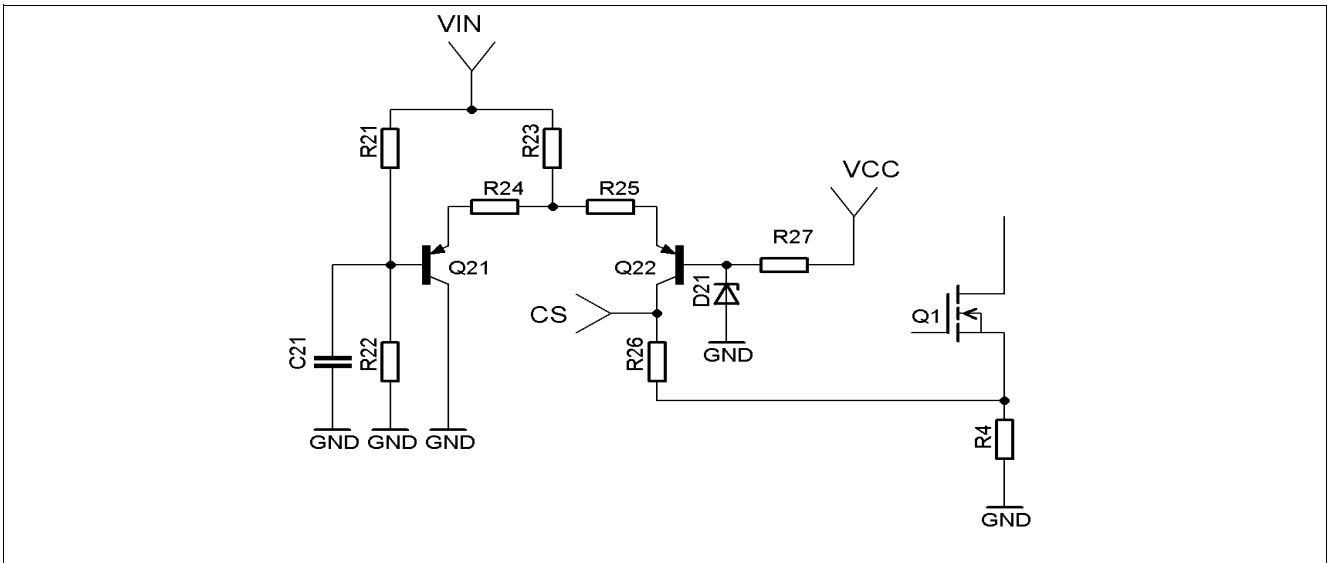 VIN
R21
R23
R24
R25
VCC
R27
Q21
Q22
D21
CS
Q1
C21
R22
R26
GND
R4
GND
GND
GND
GND